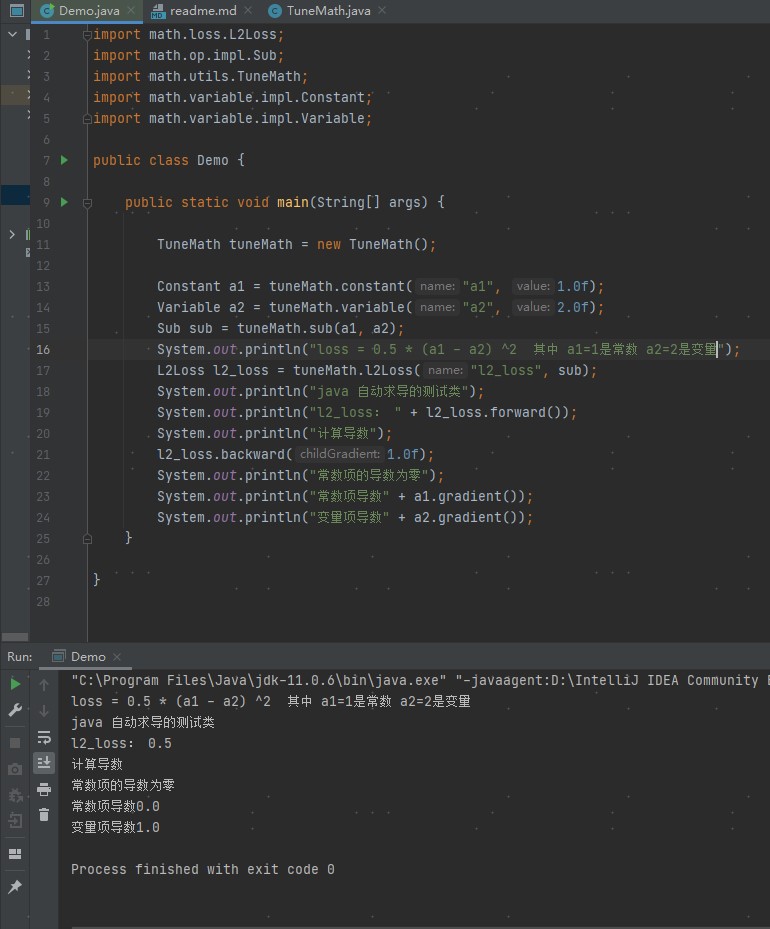 Demo.java readme.md TuneMath.java
1 import math.loss.L2Loss;
2 import math.op.impl.Sub;
3 import math.utils.TuneMath;
4 import math.variable.impl.Constant;
5 import math.variable.impl.Variable;
6
7 public class Demo {
8
9 public static void main(String[] args) {
10
11 TuneMath tuneMath = new TuneMath();
12
13 Constant a1 = tuneMath.constant( name: "a1", value: 1.0f);
14 Variable a2 = tuneMath.variable( name: "a2", value: 2.0f);
15 Sub sub = tuneMath.sub(a1, a2);
16 System.out.println("loss = 0.5 * (a1 - a2) ^2  其中 a1=1是常数 a2=2是变量");
17 L2Loss l2_loss = tuneMath.l2Loss( name: "l2_loss", sub);
18 System.out.println("java 自动求导的测试类");
19 System.out.println("l2_loss： " + l2_loss.forward());
20 System.out.println("计算导数");
21 l2_loss.backward( childGradient: 1.0f);
22 System.out.println("常数项的导数为零");
23 System.out.println("常数项导数" + a1.gradient());
24 System.out.println("变量项导数" + a2.gradient());
25 }
26
27 }
28
Run: Demo
"C:\Program Files\Java\jdk-11.0.6\bin\java.exe" "-javaagent:D:\IntelliJ IDEA Community
loss = 0.5 * (a1 - a2) ^2  其中 a1=1是常数 a2=2是变量
java 自动求导的测试类
l2_loss： 0.5
计算导数
常数项的导数为零
常数项导数0.0
变量项导数1.0
Process finished with exit code 0